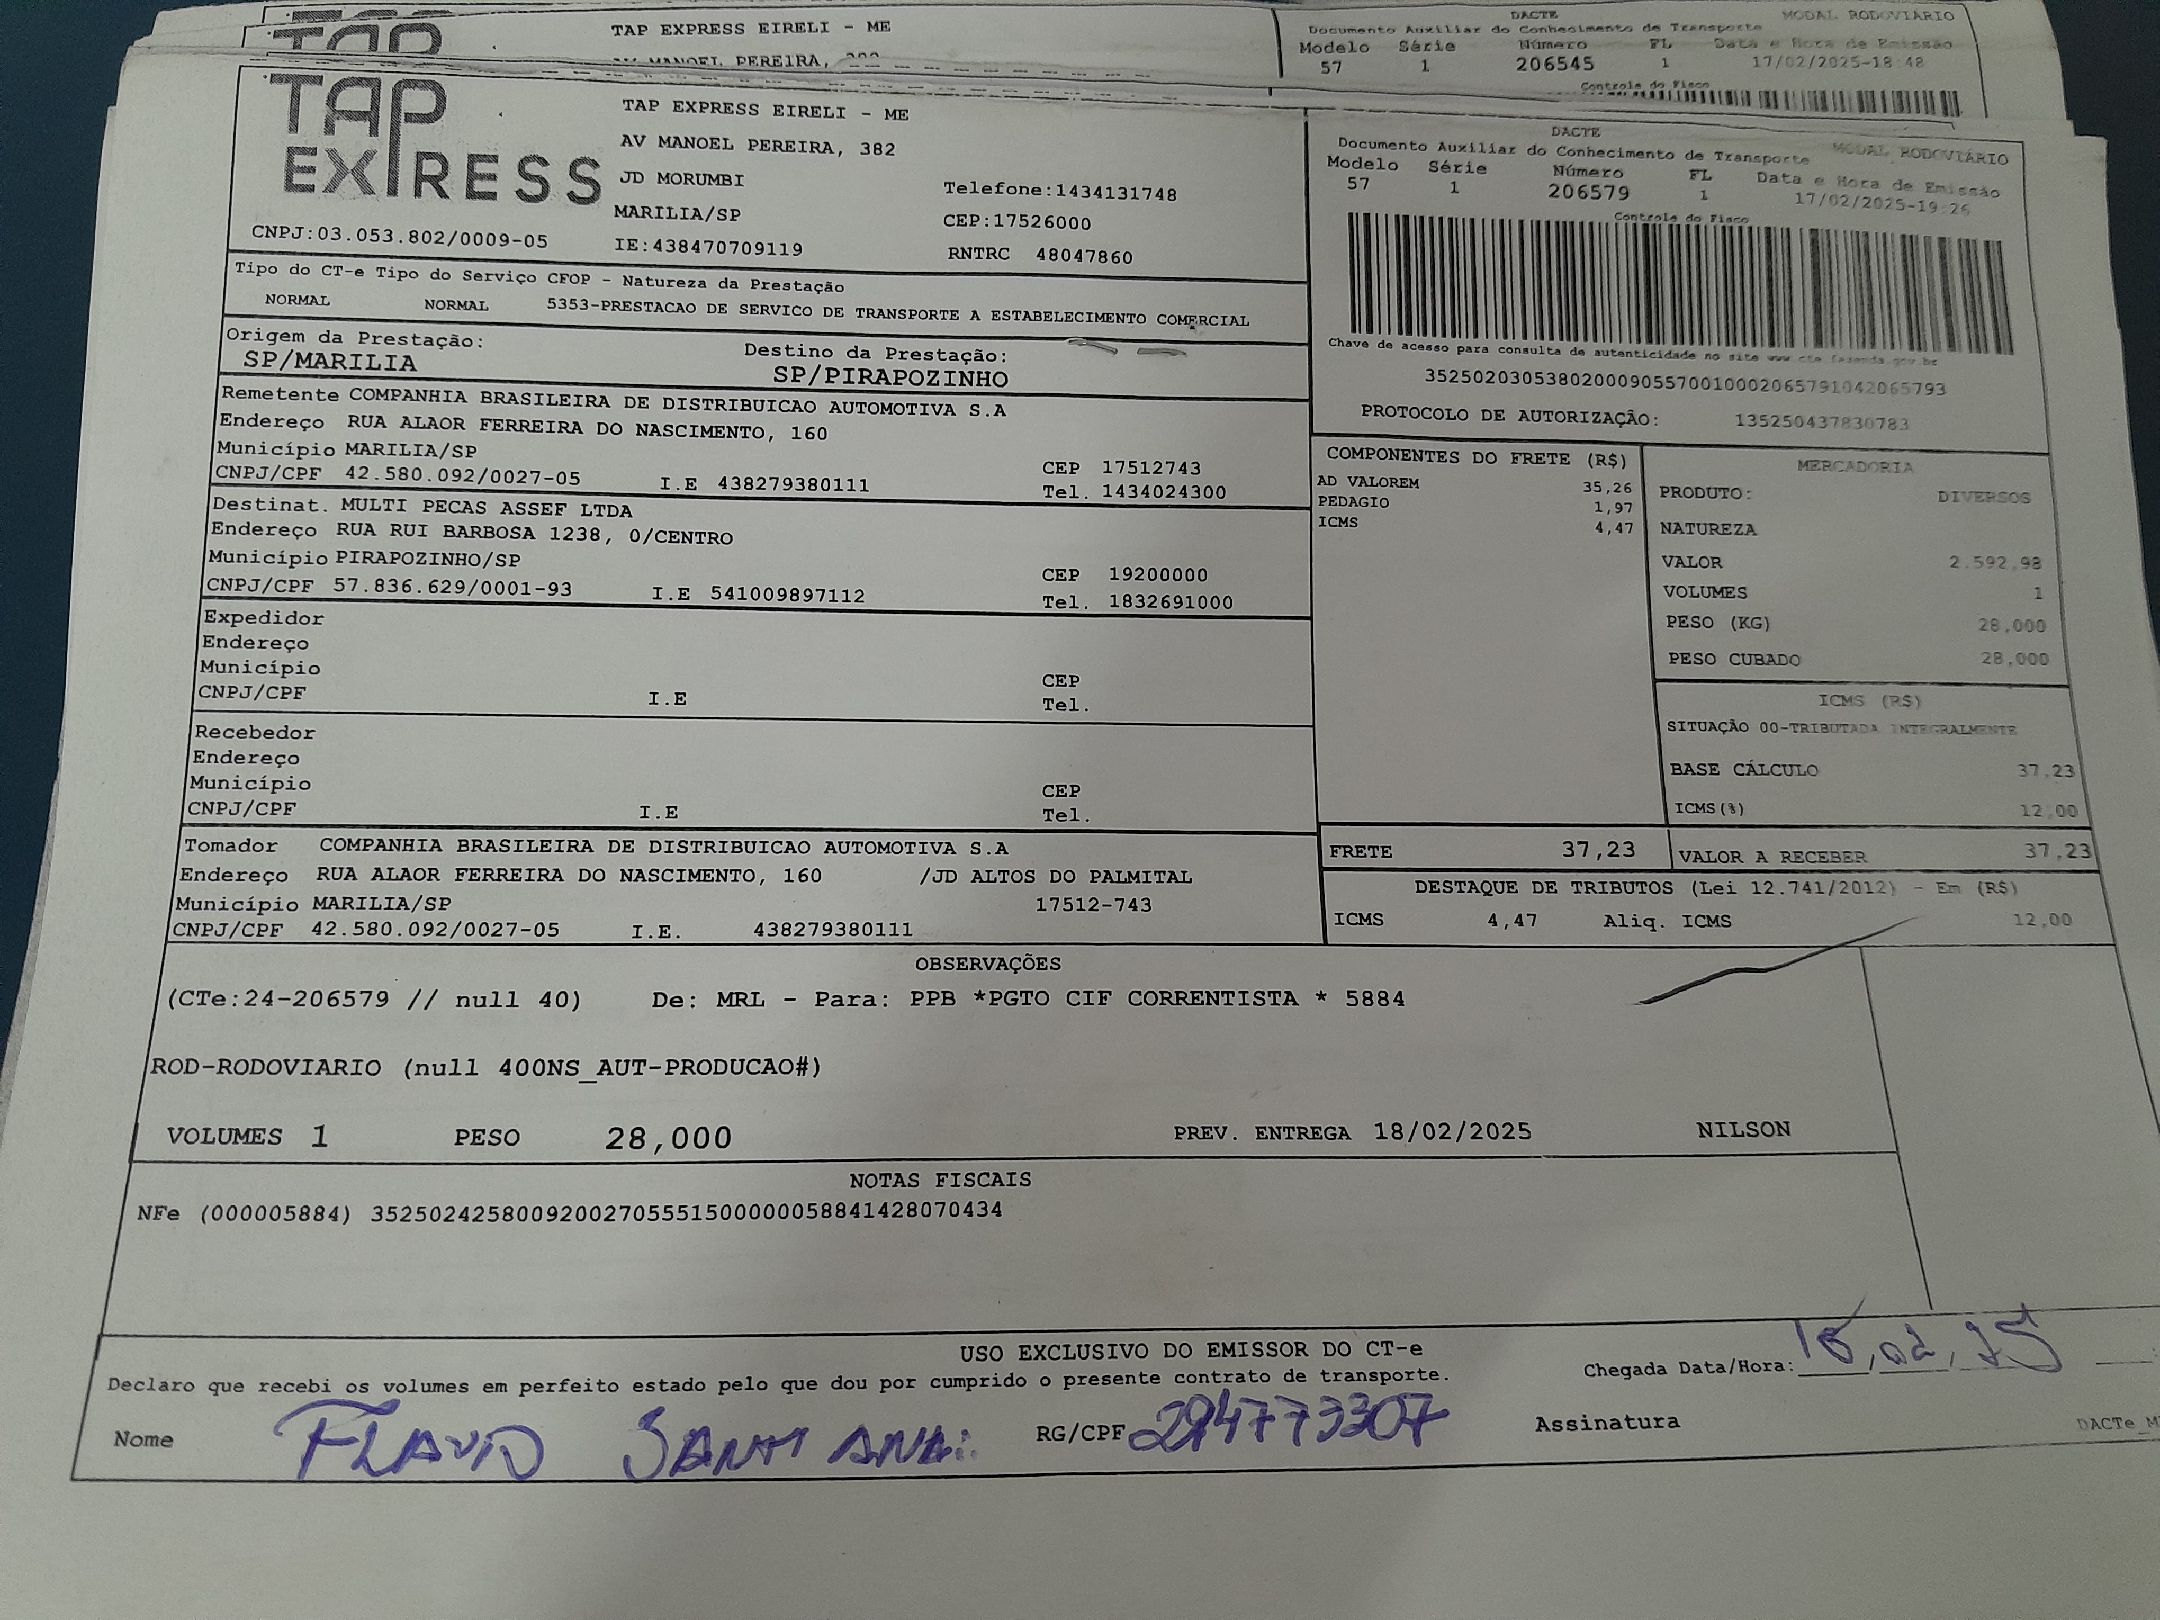 TAP EXPRESS EIRELI - ME
DACTE
MODAL RODOVIÁRIO
Documento Auxiliar do Conhecimento de Transporte
Modelo Série Número FL Data e Hora de Emissão
57 1 206545 1 17/02/2025-18:48
Controle do Fisco
TAP EXPRESS
TAP EXPRESS EIRELI - ME
AV MANOEL PEREIRA, 382
JD MORUMBI
Telefone:1434131748
MARILIA/SP
CEP:17526000
CNPJ:03.053.802/0009-05
IE:438470709119
RNTRC 48047860
DACTE
MODAL RODOVIÁRIO
Documento Auxiliar do Conhecimento de Transporte
Modelo Série Número FL Data e Hora de Emissão
57 1 206579 1 17/02/2025-19:26
Controle do Fisco
Chave de acesso para consulta de autenticidade no site www.cte.fazenda.gov.br
35250203053802000905570010002065791042065793
PROTOCOLO DE AUTORIZAÇÃO: 135250437830783
Tipo do CT-e Tipo do Serviço CFOP - Natureza da Prestação
NORMAL NORMAL 5353-PRESTACAO DE SERVICO DE TRANSPORTE A ESTABELECIMENTO COMERCIAL
Origem da Prestação: Destino da Prestação:
SP/MARILIA SP/PIRAPOZINHO
Remetente COMPANHIA BRASILEIRA DE DISTRIBUICAO AUTOMOTIVA S.A
Endereço RUA ALAOR FERREIRA DO NASCIMENTO, 160
Município MARILIA/SP CEP 17512743
CNPJ/CPF 42.580.092/0027-05 I.E 438279380111 Tel. 1434024300
Destinat. MULTI PECAS ASSEF LTDA
Endereço RUA RUI BARBOSA 1238, 0/CENTRO
Município PIRAPOZINHO/SP CEP 19200000
CNPJ/CPF 57.836.629/0001-93 I.E 541009897112 Tel. 1832691000
Expedidor
Endereço
Município CEP
CNPJ/CPF I.E Tel.
Recebedor
Endereço
Município CEP
CNPJ/CPF I.E Tel.
Tomador COMPANHIA BRASILEIRA DE DISTRIBUICAO AUTOMOTIVA S.A
Endereço RUA ALAOR FERREIRA DO NASCIMENTO, 160 /JD ALTOS DO PALMITAL
Município MARILIA/SP 17512-743
CNPJ/CPF 42.580.092/0027-05 I.E. 438279380111
COMPONENTES DO FRETE (R$)
AD VALOREM 35,26
PEDAGIO 1,97
ICMS 4,47
MERCADORIA
PRODUTO: DIVERSOS
NATUREZA
VALOR 2.592,98
VOLUMES 1
PESO (KG) 28,000
PESO CUBADO 28,000
ICMS (R$)
SITUAÇÃO 00-TRIBUTADA INTEGRALMENTE
BASE CÁLCULO 37,23
ICMS(%) 12,00
FRETE 37,23 VALOR A RECEBER 37,23
DESTAQUE DE TRIBUTOS (Lei 12.741/2012) - Em (R$)
ICMS 4,47 Aliq. ICMS 12,00
OBSERVAÇÕES
(CTe:24-206579 // null 40) De: MRL - Para: PPB *PGTO CIF CORRENTISTA * 5884
ROD-RODOVIARIO (null 400NS_AUT-PRODUCAO#)
VOLUMES 1 PESO 28,000 PREV. ENTREGA 18/02/2025 NILSON
NOTAS FISCAIS
NFe (000005884) 35250242580092002705551500000058841428070434
USO EXCLUSIVO DO EMISSOR DO CT-e
Declaro que recebi os volumes em perfeito estado pelo que dou por cumprido o presente contrato de transporte.
Chegada Data/Hora: 18,02,25
Nome FLAVIO SANTANA RG/CPF 294773307 Assinatura